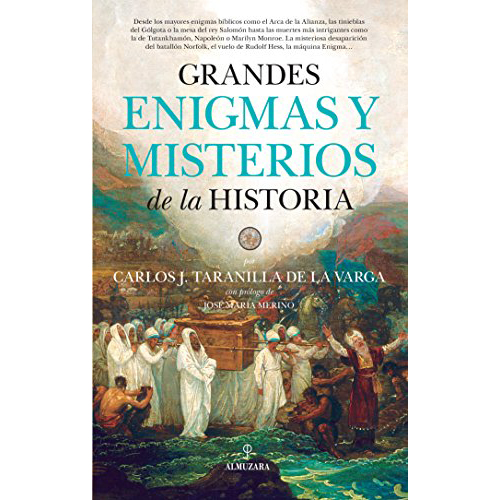 Desde los mayores enigmas bíblicos como el Arca de la Alianza, las tinieblas
del Gólgota o la mesa del rey Salomón hasta las muertes más intrigantes como
la de Tutankhamón, Napoleón o Marilyn Monroe. La misteriosa desaparición
del batallón Norfolk, el vuelo de Rudolf Hess, la máquina Enigma…
GRANDES
ENIGMAS Y
MISTERIOS
de la HISTORIA
por
CARLOS J. TARANILLA DE LA VARGA
con prólogo de
JOSÉ MARÍA MERINO
ALMUZARA